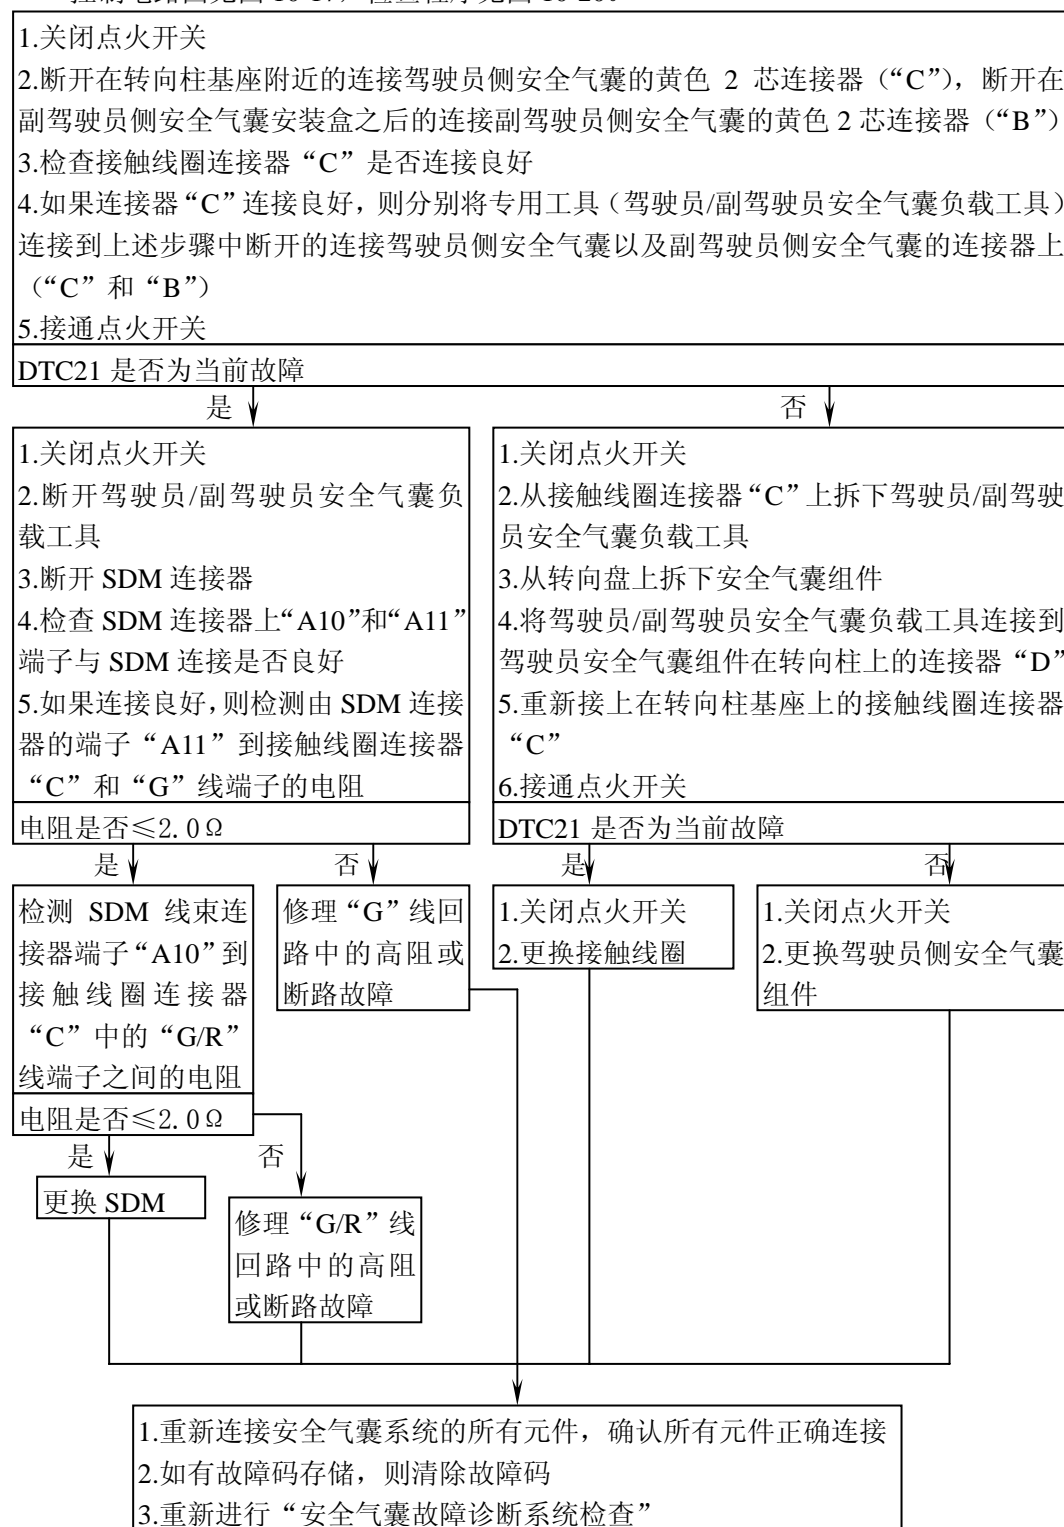 1.关闭点火开关
2.断开在转向柱基座附近的连接驾驶员侧安全气囊的黄色 2 芯连接器（“C”），断开在
副驾驶员侧安全气囊安装盒之后的连接副驾驶员侧安全气囊的黄色 2 芯连接器（“B”）
3.检查接触线圈连接器“C”是否连接良好
4.如果连接器“C”连接良好，则分别将专用工具（驾驶员/副驾驶员安全气囊负载工具）
连接到上述步骤中断开的连接驾驶员侧安全气囊以及副驾驶员侧安全气囊的连接器上
（“C”和“B”）
5.接通点火开关
DTC21 是否为当前故障
是
否
1.关闭点火开关
2.断开驾驶员/副驾驶员安全气囊负
载工具
3.断开 SDM 连接器
4.检查 SDM 连接器上“A10”和“A11”
端子与 SDM 连接是否良好
5.如果连接良好，则检测由 SDM 连接
器的端子“A11”到接触线圈连接器
“C”和“G”线端子的电阻
电阻是否≤2.0Ω
1.关闭点火开关
2.从接触线圈连接器“C”上拆下驾驶员/副驾驶
员安全气囊负载工具
3.从转向盘上拆下安全气囊组件
4.将驾驶员/副驾驶员安全气囊负载工具连接到
驾驶员安全气囊组件在转向柱上的连接器“D”
5.重新接上在转向柱基座上的接触线圈连接器
“C”
6.接通点火开关
DTC21 是否为当前故障
是
否
是
否
检测 SDM 线束连
接器端子“A10”到
接触线圈连接器
“C”中的“G/R”
线端子之间的电阻
电阻是否≤2.0Ω
修理“G”线回
路中的高阻或
断路故障
1.关闭点火开关
2.更换接触线圈
1.关闭点火开关
2.更换驾驶员侧安全气囊
组件
是
否
更换 SDM
修理“G/R”线
回路中的高阻
或断路故障
1.重新连接安全气囊系统的所有元件，确认所有元件正确连接
2.如有故障码存储，则清除故障码
3.重新进行“安全气囊故障诊断系统检查”